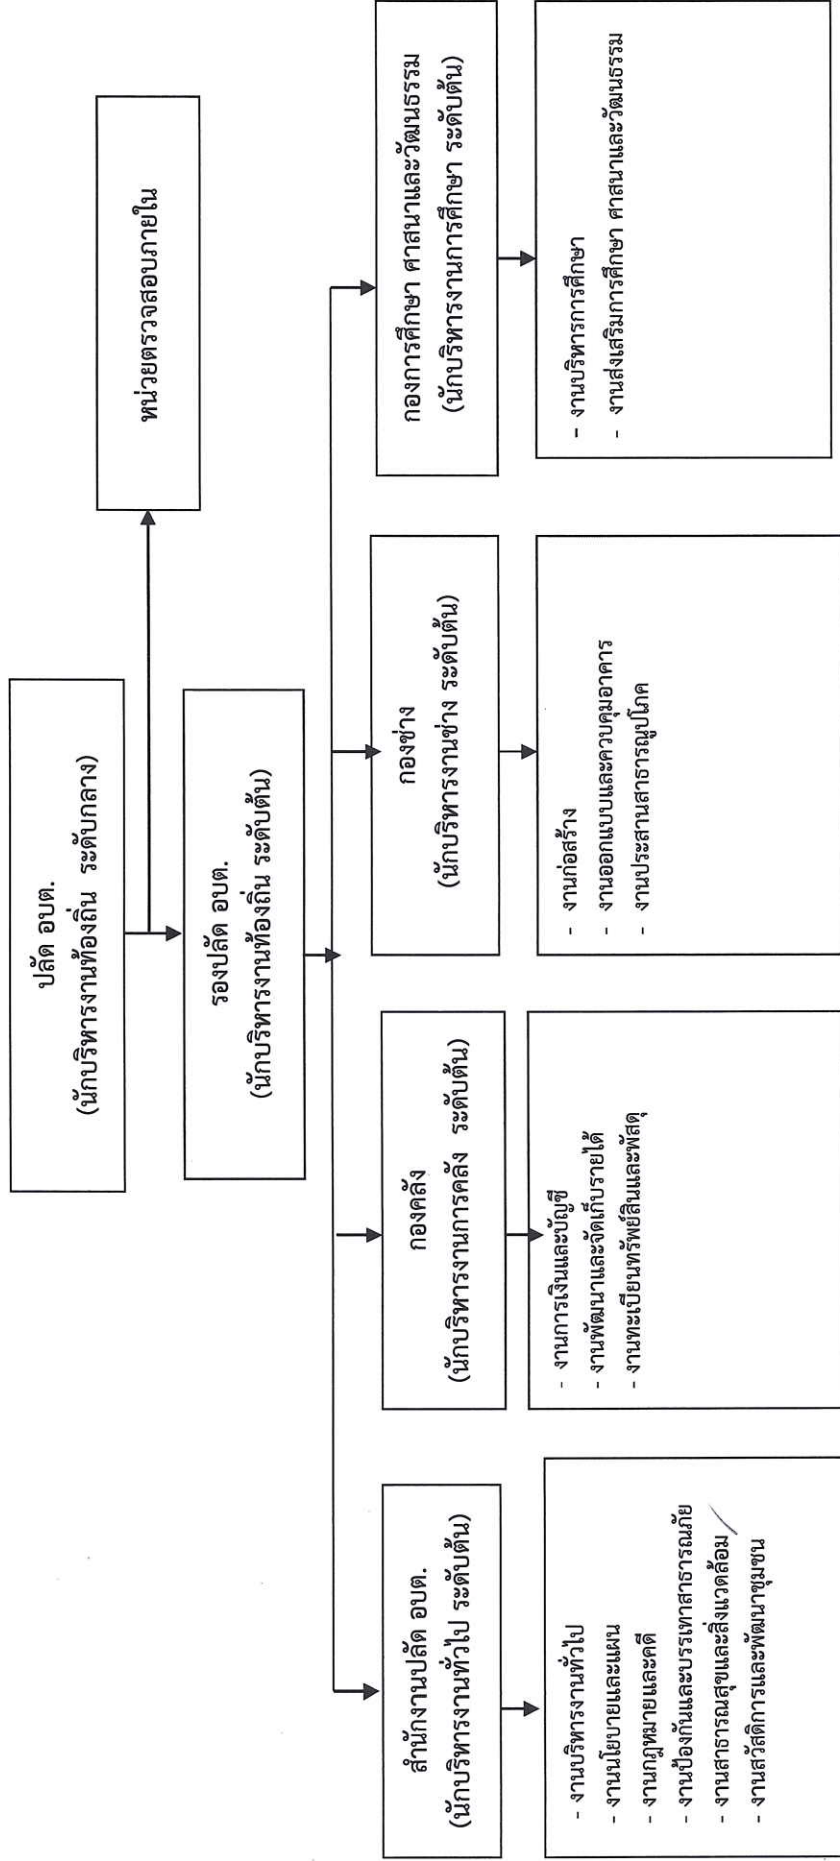 ปลัด อบต.
(นักบริหารงานท้องถิ่น ระดับกลาง)
หน่วยตรวจสอบภายใน
รองปลัด อบต.
(นักบริหารงานท้องถิ่น ระดับต้น)
สำนักงานปลัด อบต.
(นักบริหารงานทั่วไป ระดับต้น)
กองคลัง
(นักบริหารงานการคลัง ระดับต้น)
กองช่าง
(นักบริหารงานช่าง ระดับต้น)
กองการศึกษา ศาสนาและวัฒนธรรม
(นักบริหารงานการศึกษา ระดับต้น)
- งานบริหารงานทั่วไป
- งานนโยบายและแผน
- งานกฎหมายและคดี
- งานป้องกันและบรรเทาสาธารณภัย
- งานสาธารณสุขและสิ่งแวดล้อม
- งานสวัสดิการและพัฒนาชุมชน
- งานการเงินและบัญชี
- งานพัฒนาและจัดเก็บรายได้
- งานทะเบียนทรัพย์สินและพัสดุ
- งานก่อสร้าง
- งานออกแบบและควบคุมอาคาร
- งานประสานสาธารณูปโภค
- งานบริหารการศึกษา
- งานส่งเสริมการศึกษา ศาสนาและวัฒนธรรม